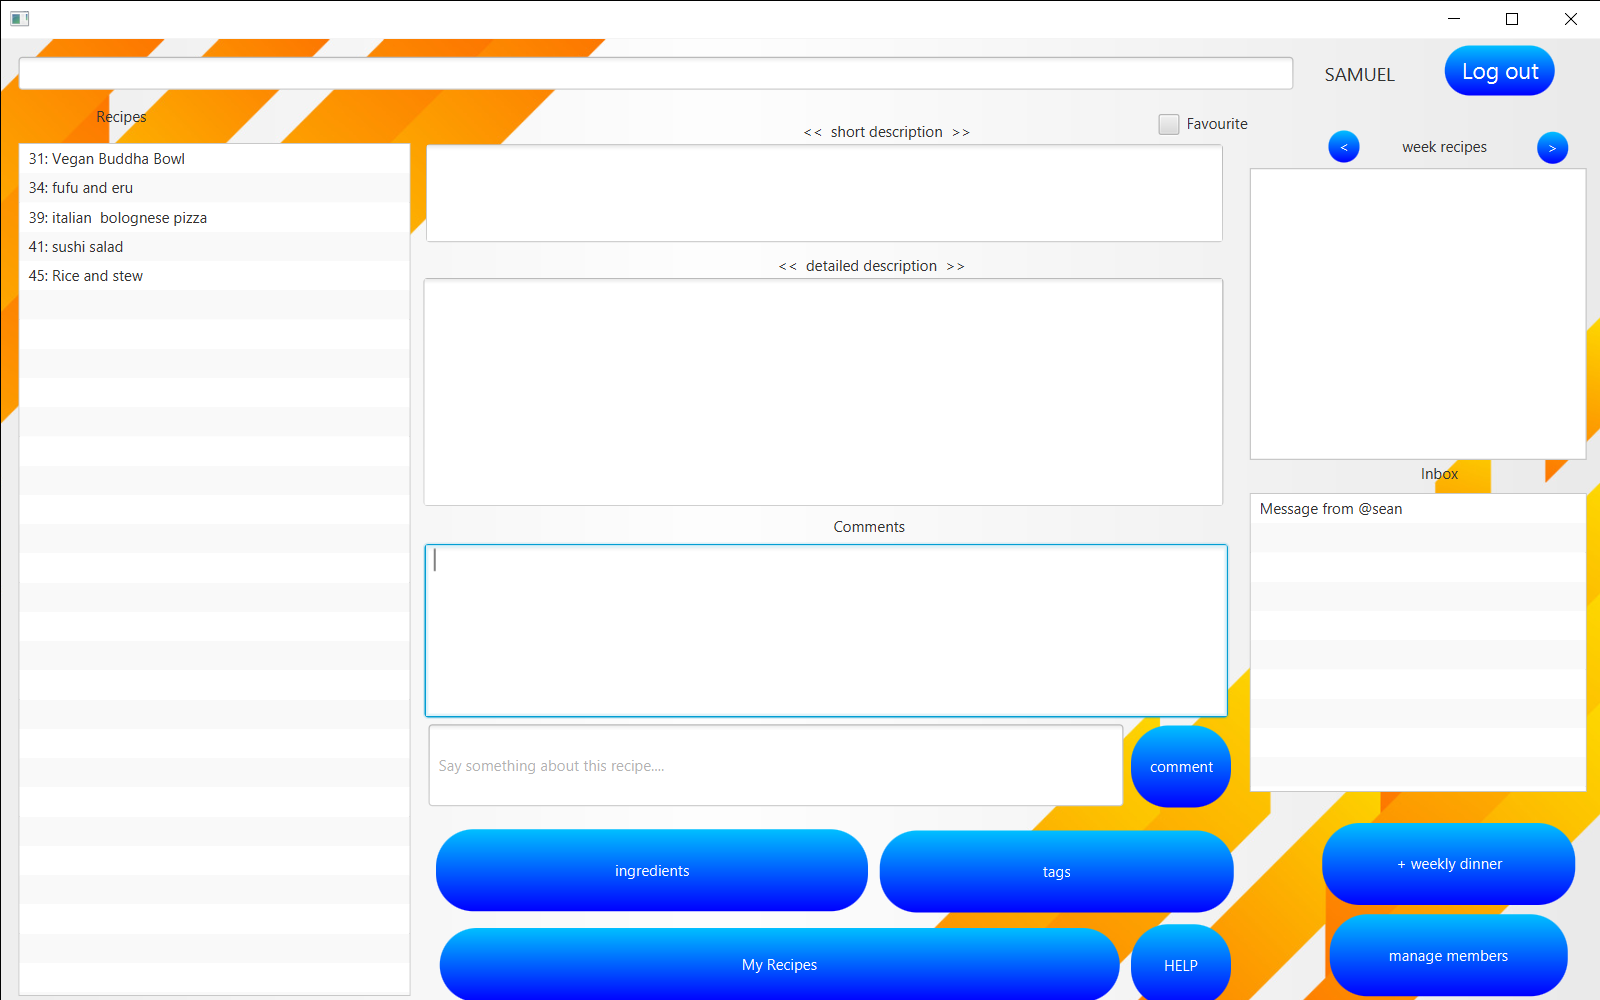 SAMUEL
Log out
Recipes
<< short description >>
Favourite
< week recipes >
31: Vegan Buddha Bowl
34: fufu and eru
39: italian  bolognese pizza
41: sushi salad
45: Rice and stew
<< detailed description >>
Comments
Say something about this recipe....
comment
Inbox
Message from @sean
ingredients
tags
+ weekly dinner
My Recipes
HELP
manage members